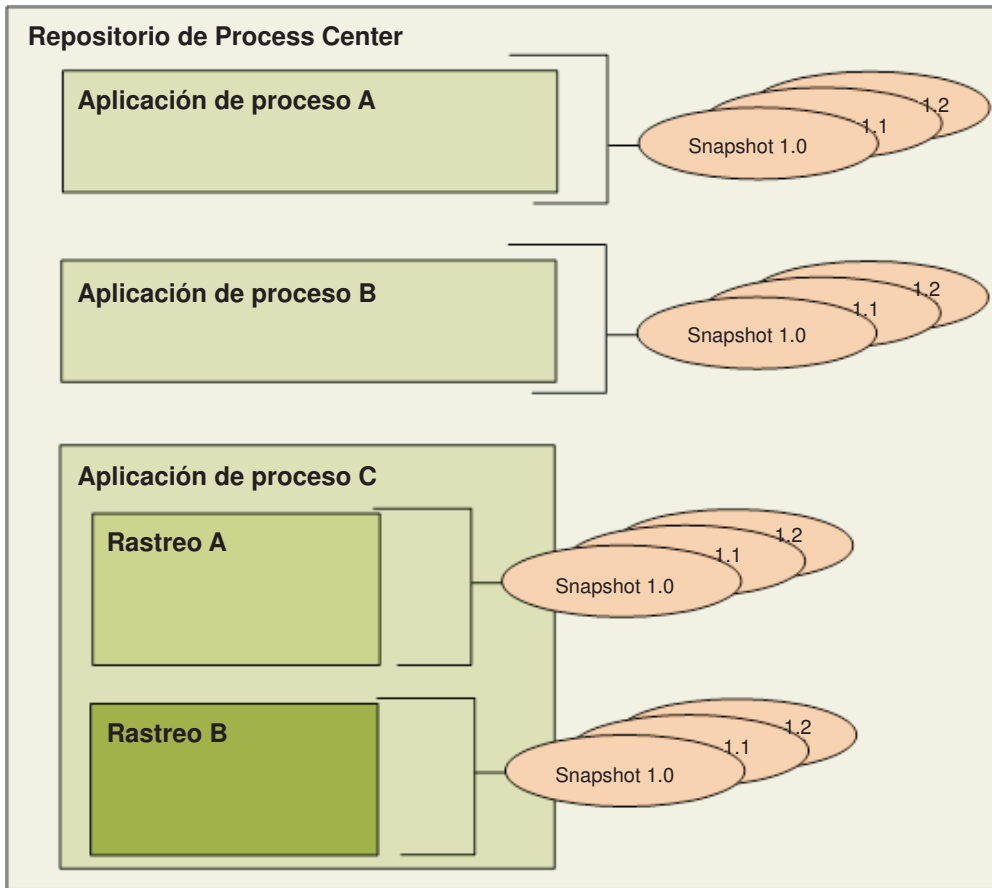 Repositorio de Process Center
Aplicación de proceso A
1.2
1.1
Snapshot 1.0
Aplicación de proceso B
1.2
1.1
Snapshot 1.0
Aplicación de proceso C
Rastreo A
1.2
1.1
Snapshot 1.0
Rastreo B
1.2
1.1
Snapshot 1.0